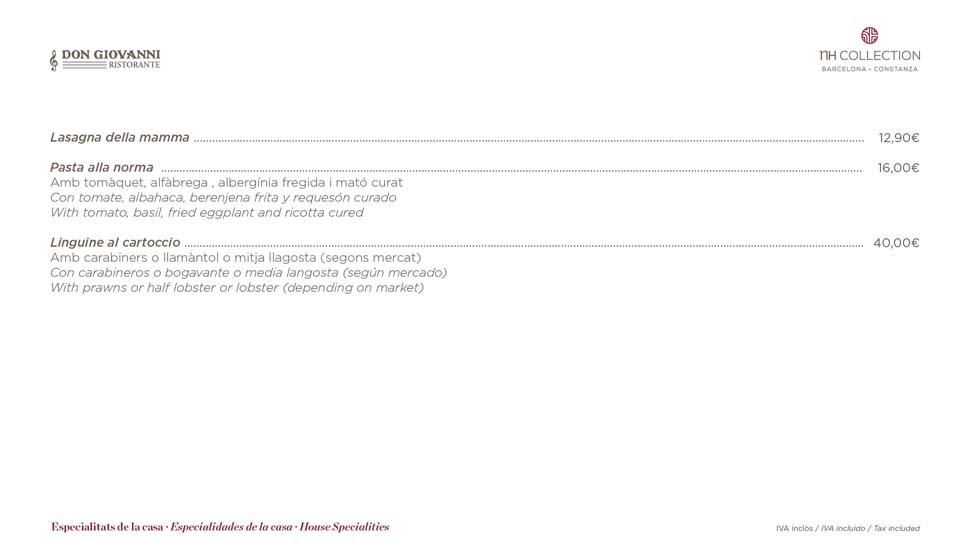 DON GIOVANNI
RISTORANTE
NH COLLECTION
BARCELONA • CONSTANZA
Lasagna della mamma ........ 12,90€
Pasta alla norma ........ 16,00€
Amb tomàquet, alfàbrega , albergínia fregida i mató curat
Con tomate, albahaca, berenjena frita y requesón curado
With tomato, basil, fried eggplant and ricotta cured
Linguine al cartoccio ........ 40,00€
Amb carabiners o llamàntol o mitja llagosta (segons mercat)
Con carabineros o bogavante o media langosta (según mercado)
With prawns or half lobster or lobster (depending on market)
Especialitats de la casa · Especialidades de la casa · House Specialities
IVA inclòs / IVA incluido / Tax included